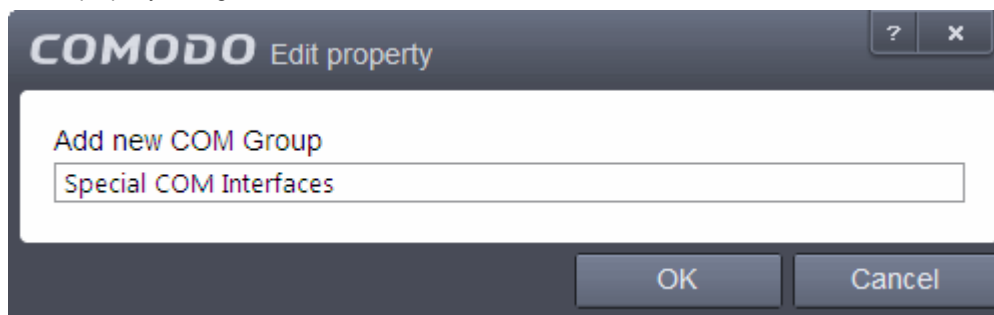 COMODO Edit property
? ×
Add new COM Group
Special COM Interfaces
OK Cancel